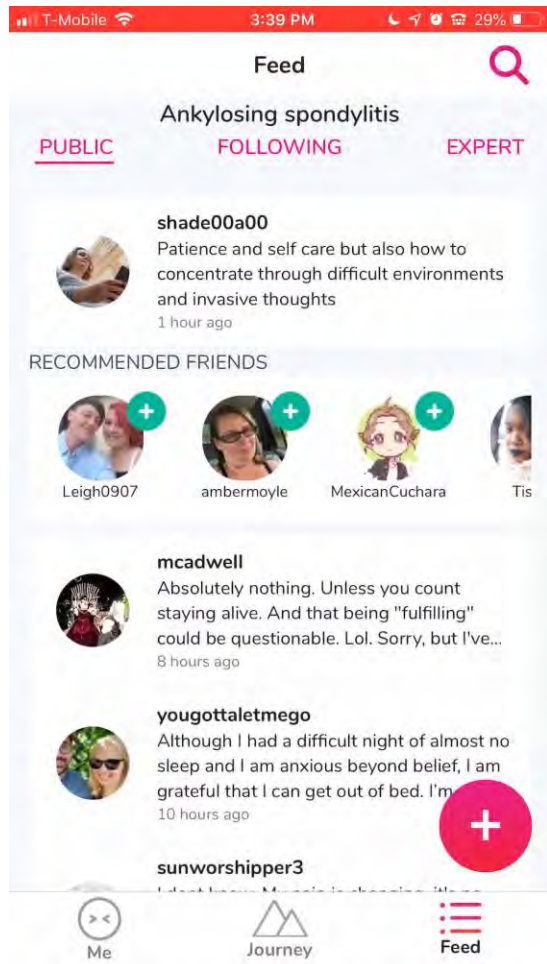 T-Mobile 3:39 PM 29%
Feed
Ankylosing spondylitis
PUBLIC FOLLOWING EXPERT
shade00a00
Patience and self care but also how to
concentrate through difficult environments
and invasive thoughts
1 hour ago
RECOMMENDED FRIENDS
Leigh0907 ambermoyle MexicanCuchara Tis
mcadwell
Absolutely nothing. Unless you count
staying alive. And that being "fulfilling"
could be questionable. Lol. Sorry, but I've...
8 hours ago
yougottaletmego
Although I had a difficult night of almost no
sleep and I am anxious beyond belief, I am
grateful that I can get out of bed. I'm
10 hours ago
sunworshipper3
Me Journey Feed